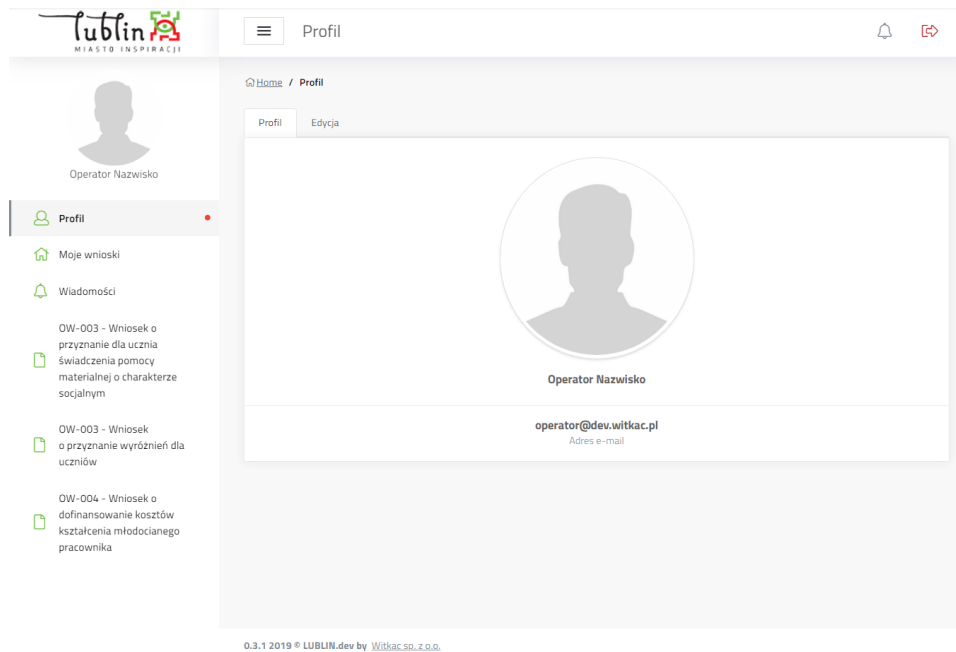 lublin
MIASTO INSPIRACJI
Profil
Operator Nazwisko
Profil
Moje wnioski
Wiadomości
OW-003 - Wniosek o
przyznanie dla ucznia
świadczenia pomocy
materialnej o charakterze
socjalnym
OW-003 - Wniosek
o przyznanie wyróżnień dla
uczniów
OW-004 - Wniosek o
dofinansowanie kosztów
kształcenia młodocianego
pracownika
Home / Profil
Profil Edycja
Operator Nazwisko
operator@dev.witkac.pl
Adres e-mail
0.3.1 2019 © LUBLIN.dev by Witkac sp. z o.o.